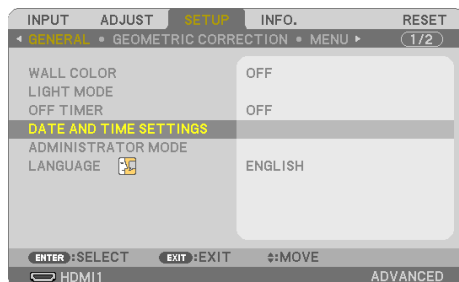 INPUT ADJUST SETUP INFO. RESET
GENERAL • GEOMETRIC CORRECTION • MENU 1/2
WALL COLOR OFF
LIGHT MODE
OFF TIMER OFF
DATE AND TIME SETTINGS
ADMINISTRATOR MODE
LANGUAGE ENGLISH
ENTER :SELECT EXIT :EXIT :MOVE
HDMI1 ADVANCED